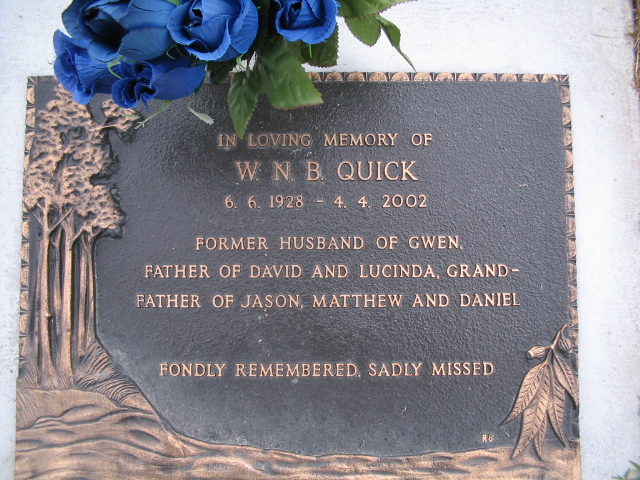 IN LOVING MEMORY OF
W. N. B. QUICK
6. 6. 1928 - 4. 4. 2002
FORMER HUSBAND OF GWEN,
FATHER OF DAVID AND LUCINDA, GRAND-
FATHER OF JASON, MATTHEW AND DANIEL
FONDLY REMEMBERED, SADLY MISSED